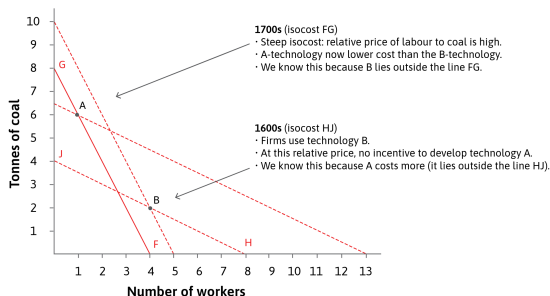 1700s (isocost FG)
· Steep isocost: relative price of labour to coal is high.
· A-technology now lower cost than the B-technology.
· We know this because B lies outside the line FG.
1600s (isocost HJ)
· Firms use technology B.
· At this relative price, no incentive to develop technology A.
· We know this because A costs more (it lies outside the line HJ).
Tonnes of coal
10
9
8
7
6
5
4
3
2
1
G
A
J
B
F
H
1 2 3 4 5 6 7 8 9 10 11 12 13
Number of workers